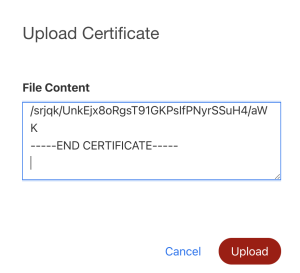 Upload Certificate
File Content
/srjqk/UnkEjx8oRgsT91GKPsIfPNyrSSuH4/aW
K
-----END CERTIFICATE-----
Cancel Upload